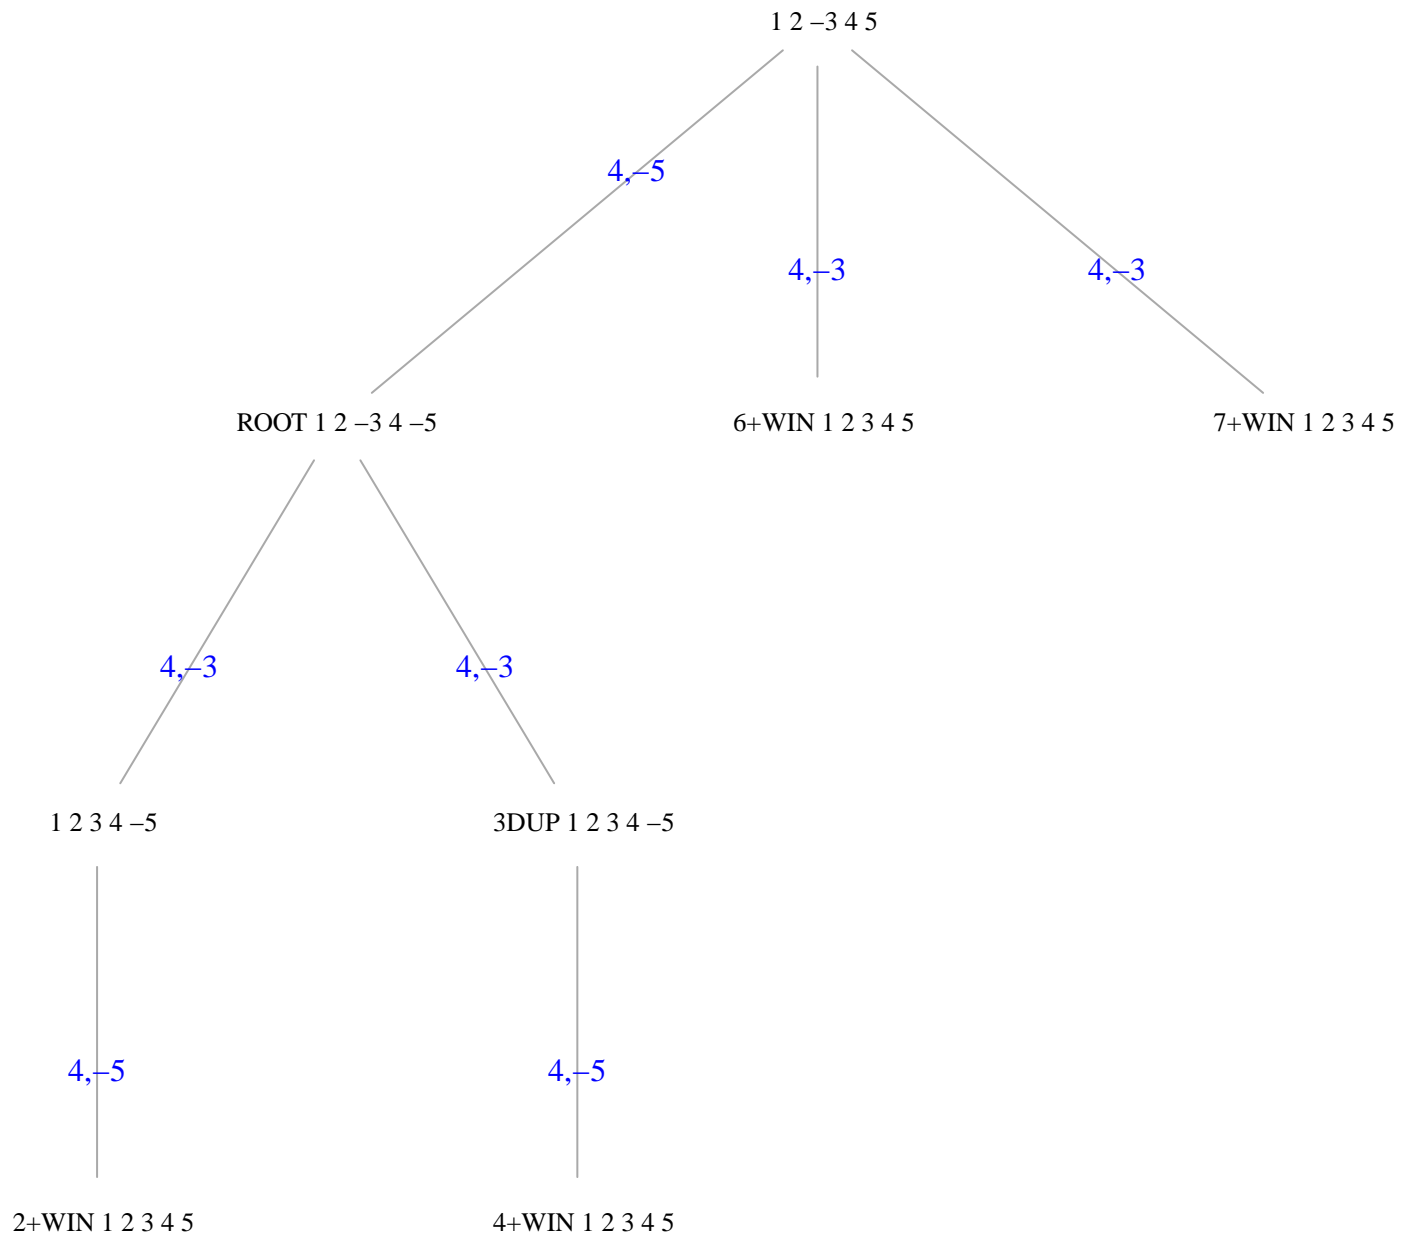 1 2 –3 4 5
4,–5
4,–3
4,–3
ROOT 1 2 –3 4 –5
6+WIN 1 2 3 4 5
7+WIN 1 2 3 4 5
4,–3
4,–3
1 2 3 4 –5
3DUP 1 2 3 4 –5
4,–5
4,–5
2+WIN 1 2 3 4 5
4+WIN 1 2 3 4 5